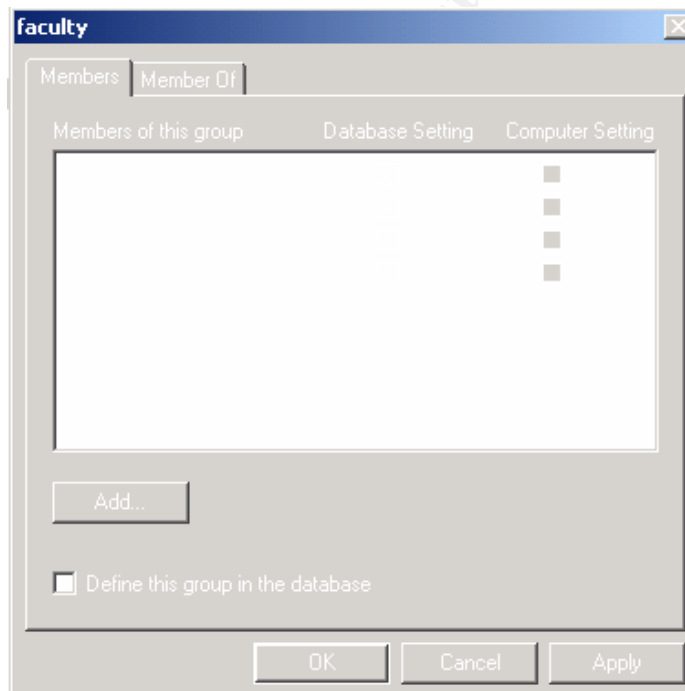 faculty
Members Member Of
Members of this group Database Setting Computer Setting
Add...
Define this group in the database
OK Cancel Apply